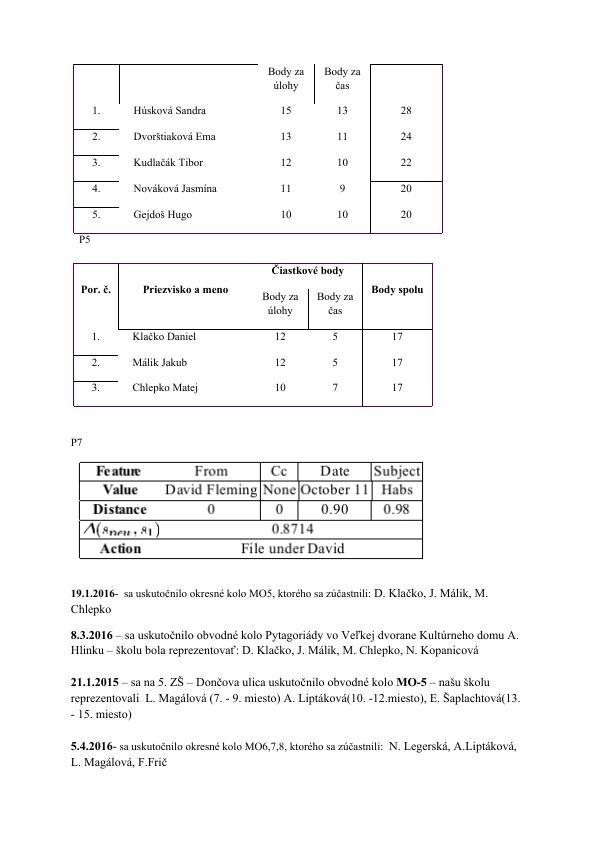 Body za Body za
úlohy čas
1. Húsková Sandra 15 13 28
2. Dvorštiaková Ema 13 11 24
3. Kudlačák Tibor 12 10 22
4. Nováková Jasmína 11 9 20
5. Gejdoš Hugo 10 10 20
P5
Čiastkové body
Por. č. Priezvisko a meno Body spolu
Body za Body za
úlohy čas
1. Klačko Daniel 12 5 17
2. Málik Jakub 12 5 17
3. Chlepko Matej 10 7 17
P7
Feature From Cc Date Subject
Value David Fleming None October 11 Habs
Distance 0 0 0.90 0.98
Λ(s_new, s_1) 0.8714
Action File under David
19.1.2016- sa uskutočnilo okresné kolo MO5, ktorého sa zúčastnili: D. Klačko, J. Málik, M.
Chlepko
8.3.2016 – sa uskutočnilo obvodné kolo Pytagoriády vo Veľkej dvorane Kultúrneho domu A.
Hlinku – školu bola reprezentovať: D. Klačko, J. Málik, M. Chlepko, N. Kopanicová
21.1.2015 – sa na 5. ZŠ – Dončova ulica uskutočnilo obvodné kolo MO-5 – našu školu
reprezentovali L. Magálová (7. - 9. miesto) A. Liptáková(10. -12.miesto), E. Šaplachtová(13.
- 15. miesto)
5.4.2016- sa uskutočnilo okresné kolo MO6,7,8, ktorého sa zúčastnili: N. Legerská, A.Liptáková,
L. Magálová, F.Frič